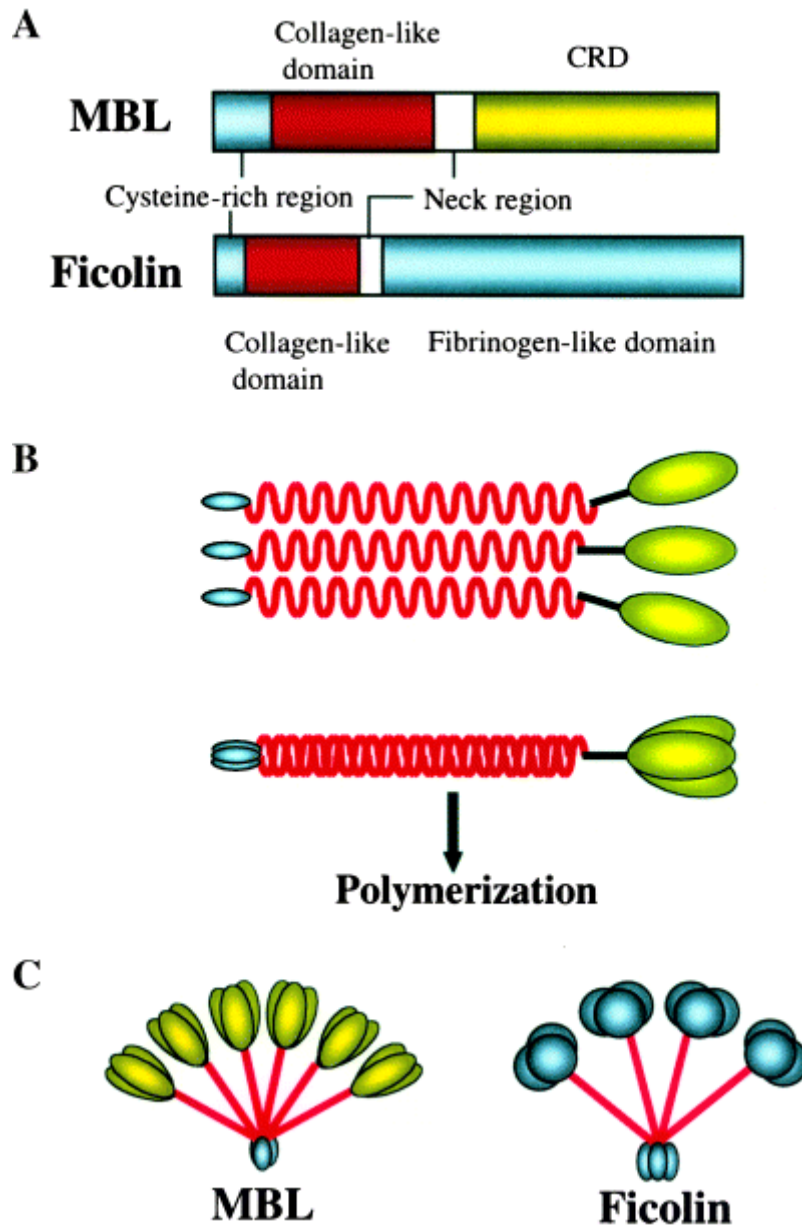 A
Collagen-like
domain
CRD
MBL
Cysteine-rich region
Neck region
Ficolin
Collagen-like
domain
Fibrinogen-like domain
B
Polymerization
C
MBL
Ficolin